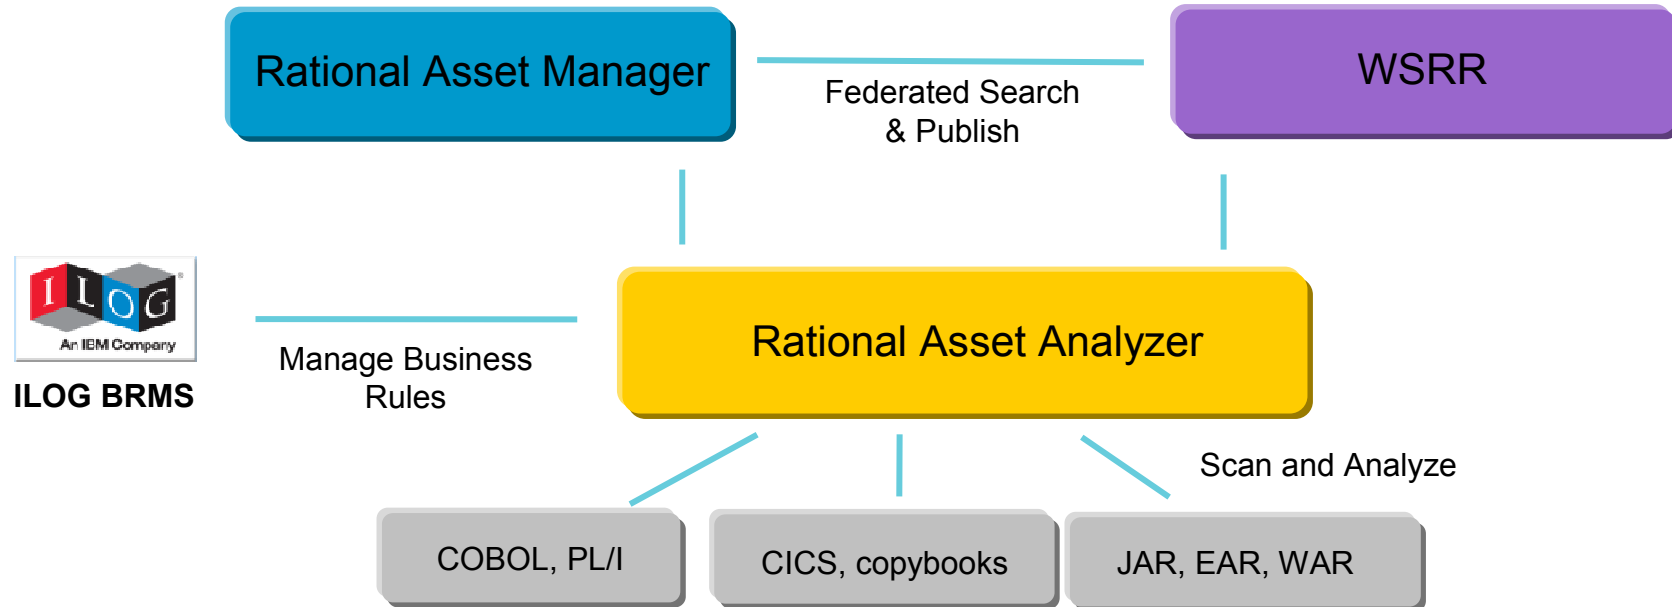 Rational Asset Manager
WSRR
Federated Search
& Publish
ILOG®
An IBM Company
ILOG BRMS
Manage Business
Rules
Rational Asset Analyzer
Scan and Analyze
COBOL, PL/I
CICS, copybooks
JAR, EAR, WAR